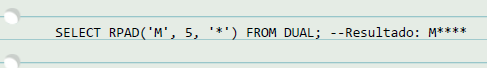 SELECT RPAD('M', 5, '*') FROM DUAL; --Resultado: M****